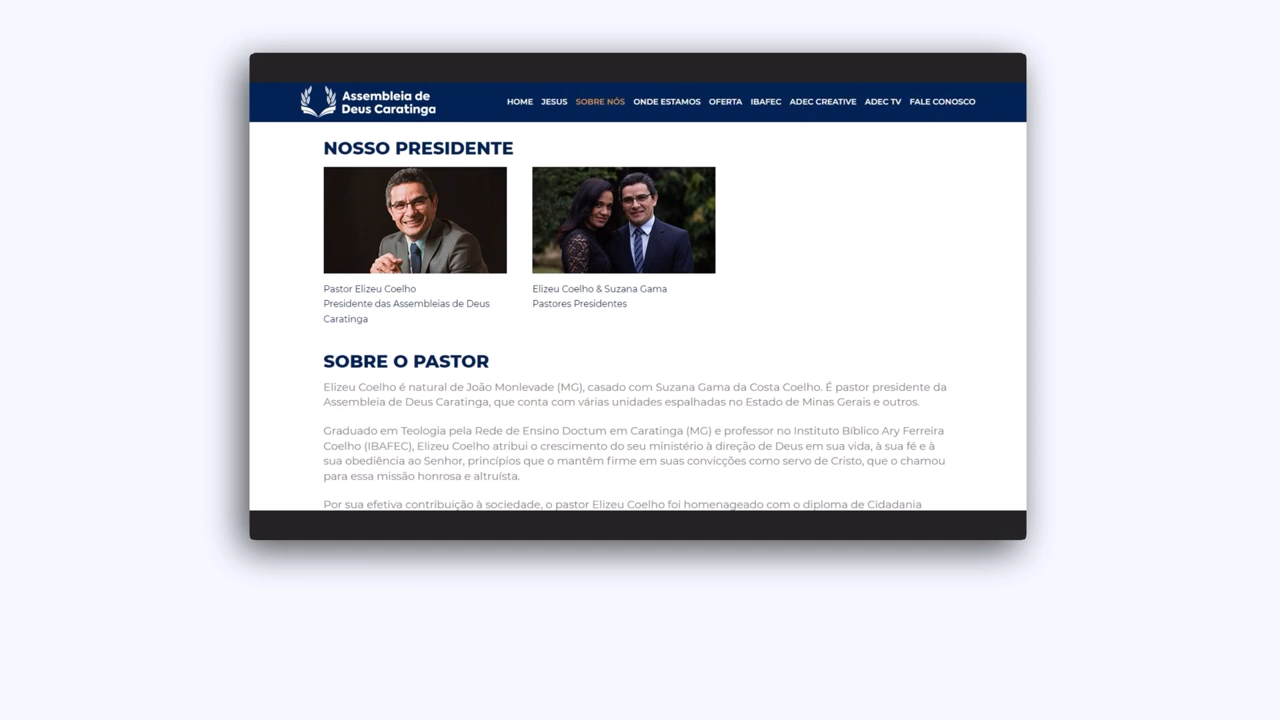 Assembleia de
Deus Caratinga
HOME JESUS SOBRE NÓS ONDE ESTAMOS OFERTA IBAFEC ADEC CREATIVE ADEC TV FALE CONOSCO
NOSSO PRESIDENTE
Pastor Elizeu Coelho
Presidente das Assembleias de Deus
Caratinga
Elizeu Coelho & Suzana Gama
Pastores Presidentes
SOBRE O PASTOR
Elizeu Coelho é natural de João Monlevade (MG), casado com Suzana Gama da Costa Coelho. É pastor presidente da
Assembleia de Deus Caratinga, que conta com várias unidades espalhadas no Estado de Minas Gerais e outros.
Graduado em Teologia pela Rede de Ensino Doctum em Caratinga (MG) e professor no Instituto Bíblico Ary Ferreira
Coelho (IBAFEC), Elizeu Coelho atribui o crescimento do seu ministério à direção de Deus em sua vida, à sua fé e à
sua obediência ao Senhor, princípios que o mantêm firme em suas convicções como servo de Cristo, que o chamou
para essa missão honrosa e altruísta.
Por sua efetiva contribuição à sociedade, o pastor Elizeu Coelho foi homenageado com o diploma de Cidadania